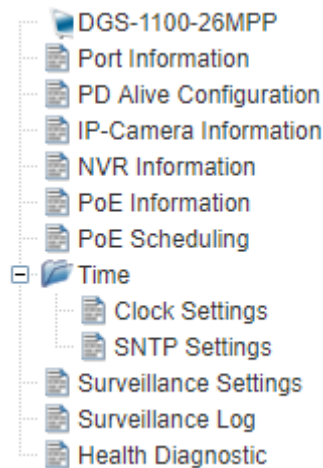 DGS-1100-26MPP
Port Information
PD Alive Configuration
IP-Camera Information
NVR Information
PoE Information
PoE Scheduling
Time
Clock Settings
SNTP Settings
Surveillance Settings
Surveillance Log
Health Diagnostic